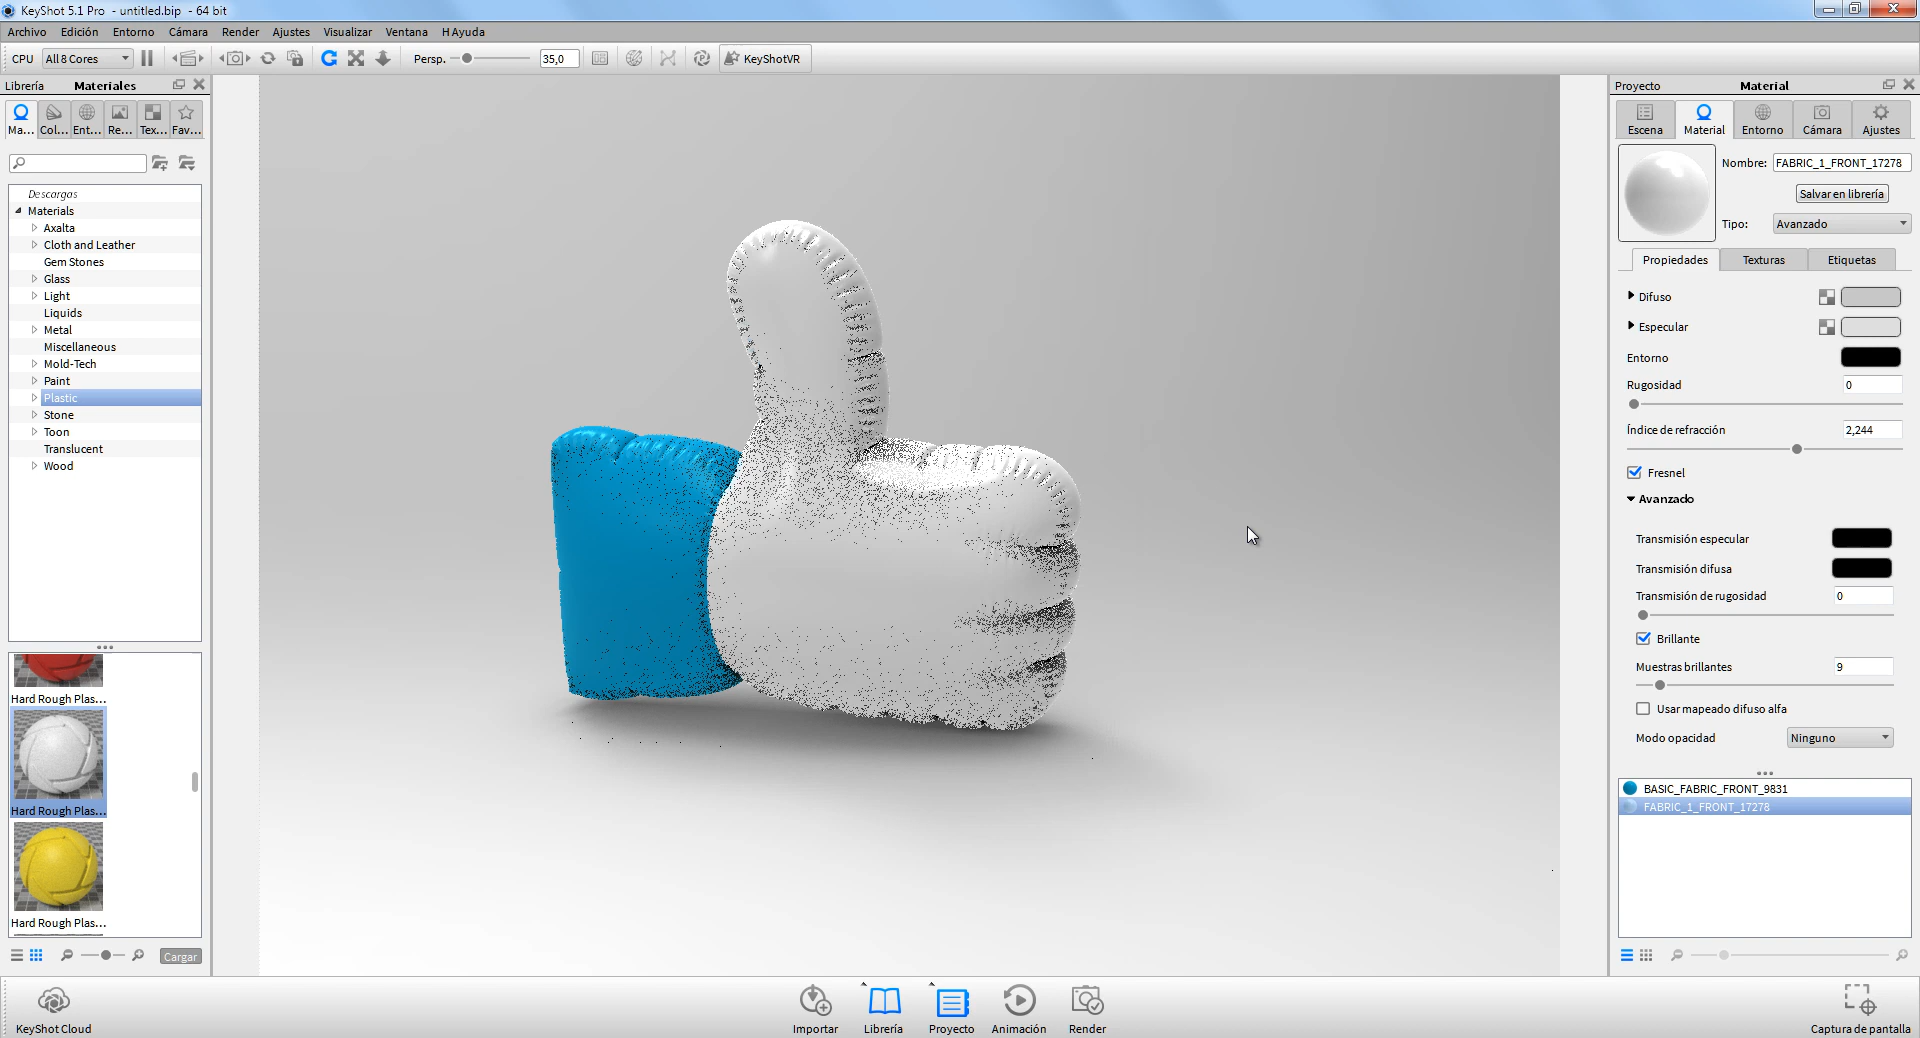 KeyShot 5.1 Pro - untitled.bip - 64 bit
Archivo Edición Entorno Cámara Render Ajustes Visualizar Ventana H Ayuda
CPU All 8 Cores Persp. 35,0 KeyShotVR
Librería Materiales
Ma... Col... Ent... Re... Tex... Fav...
Descargas
Materials
Axalta
Cloth and Leather
Gem Stones
Glass
Light
Liquids
Metal
Miscellaneous
Mold-Tech
Paint
Plastic
Stone
Toon
Translucent
Wood
Hard Rough Plas...
Hard Rough Plas...
Hard Rough Plas...
Cargar
Proyecto Material
Escena Material Entorno Cámara Ajustes
Nombre: FABRIC_1_FRONT_17278
Salvar en librería
Tipo: Avanzado
Propiedades Texturas Etiquetas
Difuso
Especular
Entorno
Rugosidad 0
Índice de refracción 2,244
Fresnel
Avanzado
Transmisión especular
Transmisión difusa
Transmisión de rugosidad 0
Brillante
Muestras brillantes 9
Usar mapeado difuso alfa
Modo opacidad Ninguno
BASIC_FABRIC_FRONT_9831
FABRIC_1_FRONT_17278
KeyShot Cloud Importar Librería Proyecto Animación Render Captura de pantalla